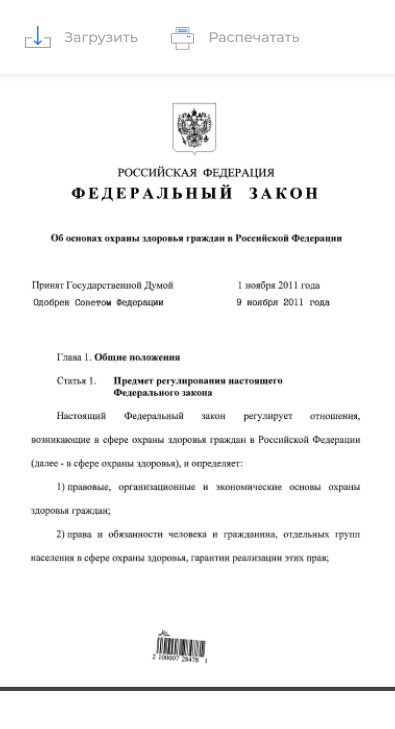 Загрузить Распечатать
РОССИЙСКАЯ ФЕДЕРАЦИЯ
ФЕДЕРАЛЬНЫЙ ЗАКОН
Об основах охраны здоровья граждан в Российской Федерации
Принят Государственной Думой 1 ноября 2011 года
Одобрен Советом Федерации 9 ноября 2011 года
Глава 1. Общие положения
Статья 1. Предмет регулирования настоящего
Федерального закона
Настоящий Федеральный закон регулирует отношения,
возникающие в сфере охраны здоровья граждан в Российской Федерации
(далее - в сфере охраны здоровья), и определяет:
1) правовые, организационные и экономические основы охраны
здоровья граждан;
2) права и обязанности человека и гражданина, отдельных групп
населения в сфере охраны здоровья, гарантии реализации этих прав;
2 100007 28478 1